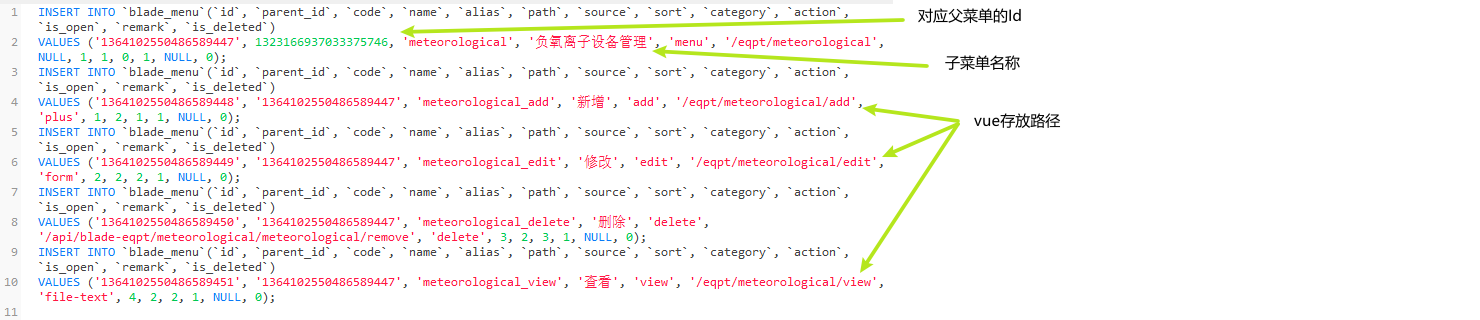 1 INSERT INTO `blade_menu`(`id`, `parent_id`, `code`, `name`, `alias`, `path`, `source`, `sort`, `category`, `action`,
对应父菜单的Id
`is_open`, `remark`, `is_deleted`)
2 VALUES ('1364102550486589447', 1323166937033375746, 'meteorological', '负氧离子设备管理', 'menu', '/eqpt/meteorological',
NULL, 1, 1, 0, 1, NULL, 0);
子菜单名称
3 INSERT INTO `blade_menu`(`id`, `parent_id`, `code`, `name`, `alias`, `path`, `source`, `sort`, `category`, `action`,
`is_open`, `remark`, `is_deleted`)
4 VALUES ('1364102550486589448', '1364102550486589447', 'meteorological_add', '新增', 'add', '/eqpt/meteorological/add',
'plus', 1, 2, 1, 1, NULL, 0);
vue存放路径
5 INSERT INTO `blade_menu`(`id`, `parent_id`, `code`, `name`, `alias`, `path`, `source`, `sort`, `category`, `action`,
`is_open`, `remark`, `is_deleted`)
6 VALUES ('1364102550486589449', '1364102550486589447', 'meteorological_edit', '修改', 'edit', '/eqpt/meteorological/edit',
'form', 2, 2, 2, 1, NULL, 0);
7 INSERT INTO `blade_menu`(`id`, `parent_id`, `code`, `name`, `alias`, `path`, `source`, `sort`, `category`, `action`,
`is_open`, `remark`, `is_deleted`)
8 VALUES ('1364102550486589450', '1364102550486589447', 'meteorological_delete', '删除', 'delete',
'/api/blade-eqpt/meteorological/meteorological/remove', 'delete', 3, 2, 3, 1, NULL, 0);
9 INSERT INTO `blade_menu`(`id`, `parent_id`, `code`, `name`, `alias`, `path`, `source`, `sort`, `category`, `action`,
`is_open`, `remark`, `is_deleted`)
10 VALUES ('1364102550486589451', '1364102550486589447', 'meteorological_view', '查看', 'view', '/eqpt/meteorological/view',
'file-text', 4, 2, 2, 1, NULL, 0);
11